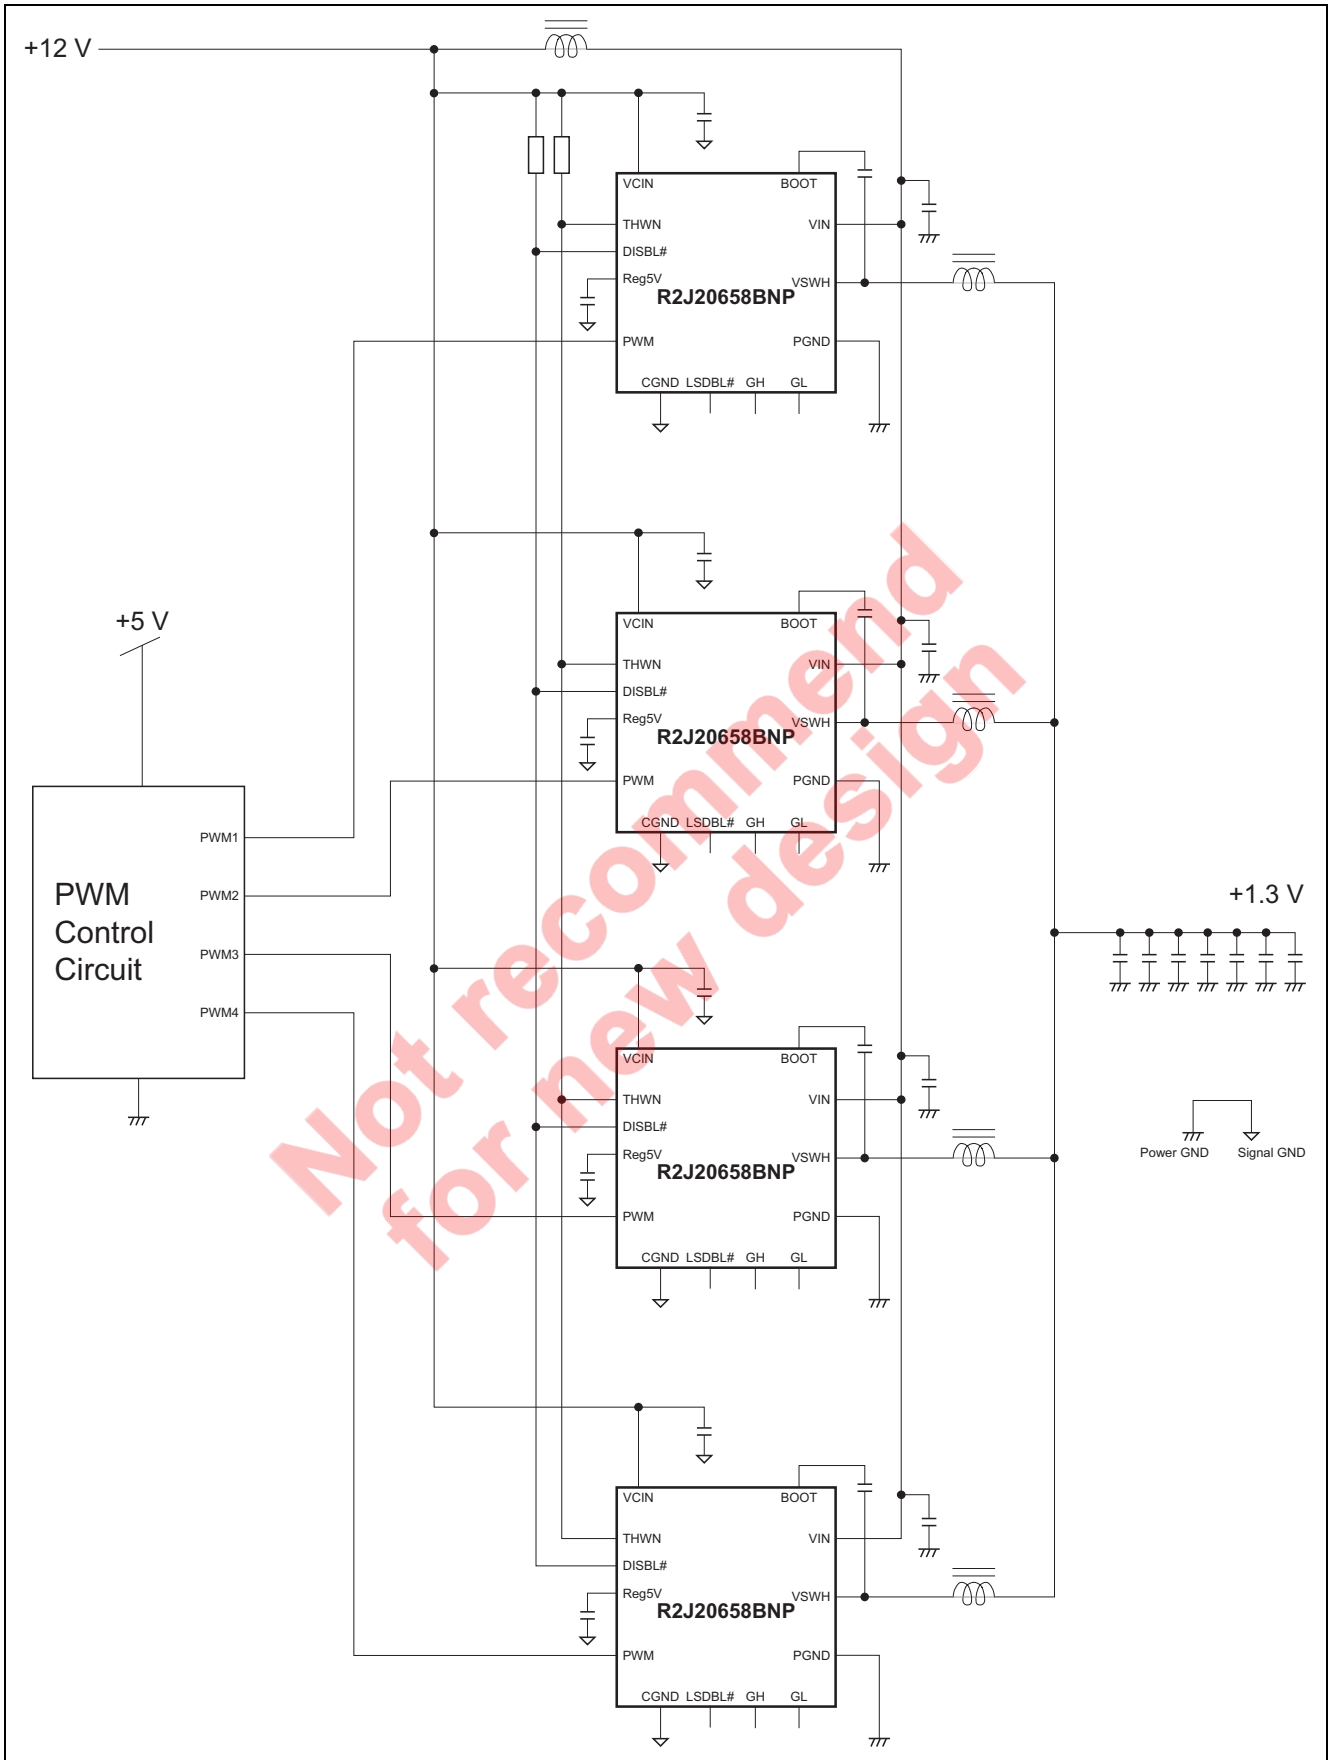 +12 V
VCIN
BOOT
THWN
VIN
DISBL#
Reg5V
VSWH
R2J20658BNP
PWM
PGND
CGND LSDBL# GH GL
+5 V
VCIN
BOOT
THWN
VIN
DISBL#
Reg5V
VSWH
R2J20658BNP
PWM
PGND
CGND LSDBL# GH GL
PWM1
PWM2
PWM3
PWM4
PWM
Control
Circuit
+1.3 V
VCIN
BOOT
THWN
VIN
DISBL#
Reg5V
VSWH
R2J20658BNP
PWM
PGND
CGND LSDBL# GH GL
Power GND
Signal GND
VCIN
BOOT
THWN
VIN
DISBL#
Reg5V
VSWH
R2J20658BNP
PWM
PGND
CGND LSDBL# GH GL
Not recommend
for new design